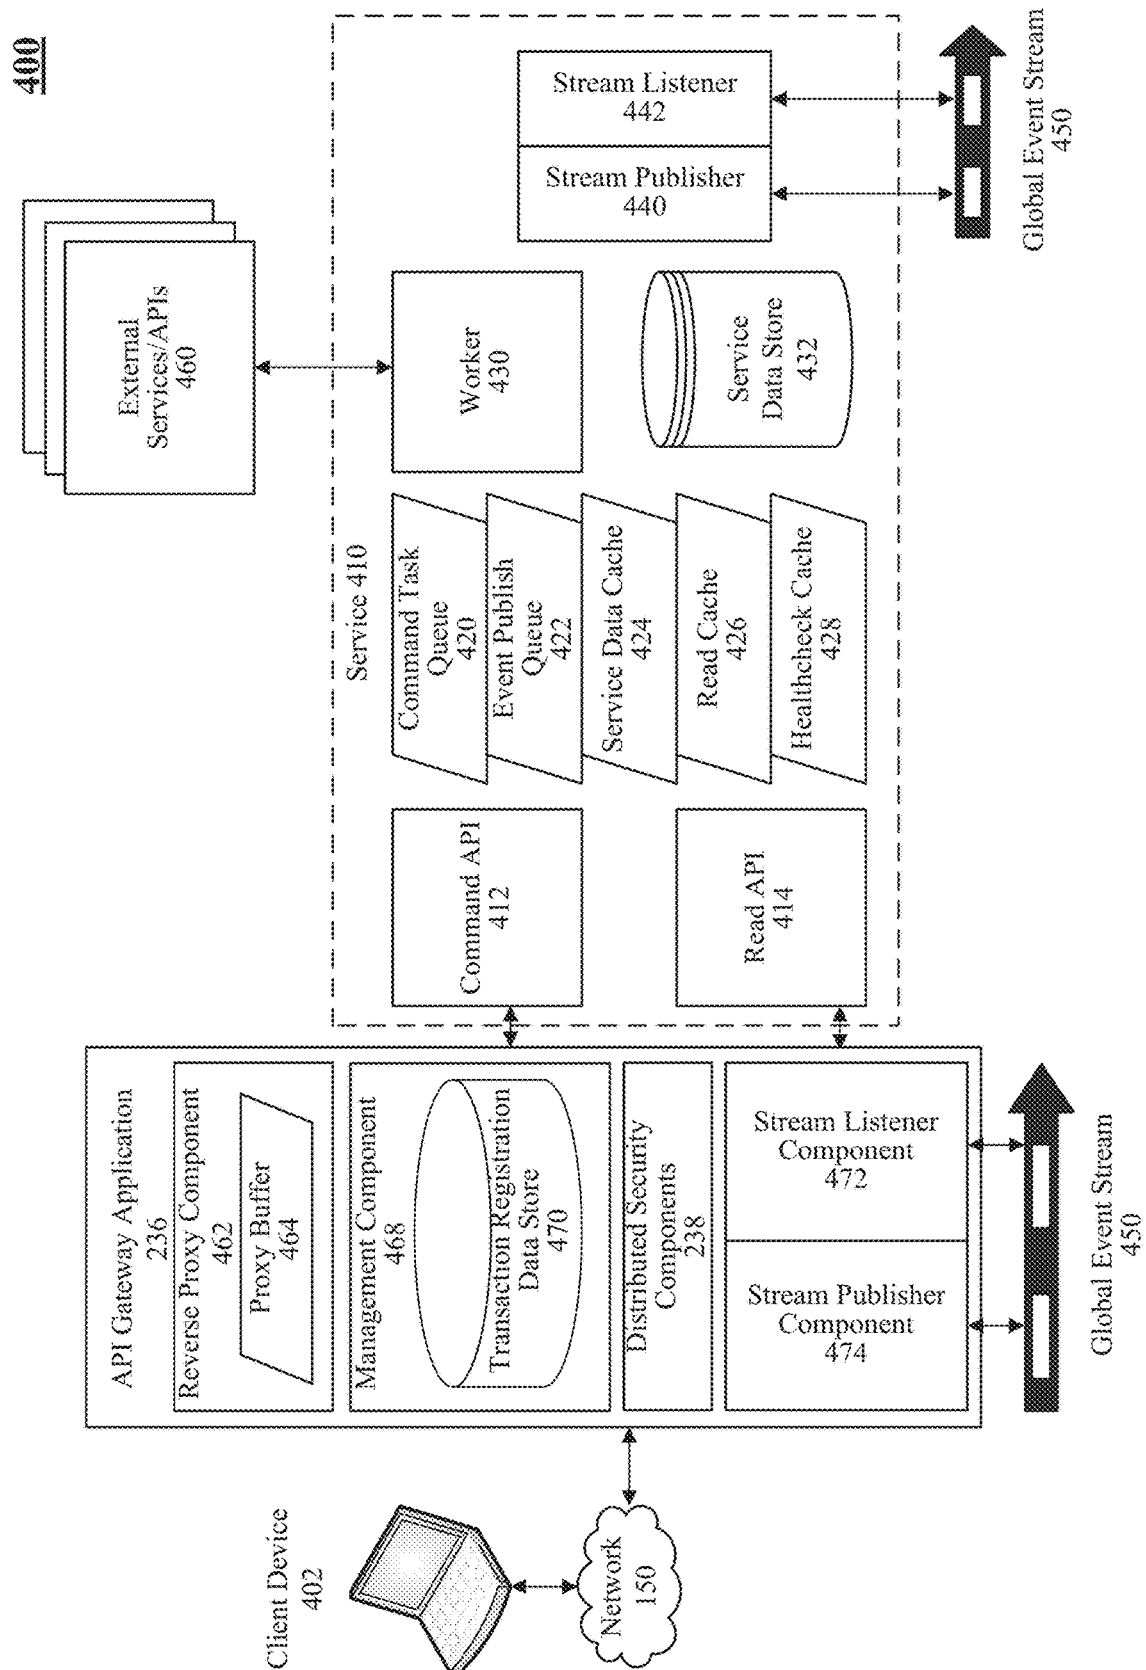 400
Client Device
402
Network
150
API Gateway Application
236
Reverse Proxy Component
462
Proxy Buffer
464
Management Component
468
Transaction Registration
Data Store
470
Distributed Security
Components
238
Stream Publisher
Component
474
Stream Listener
Component
472
Global Event Stream
450
Service 410
Command API
412
Read API
414
Command Task
Queue
420
Event Publish
Queue
422
Service Data Cache
424
Read Cache
426
Healthcheck Cache
428
External
Services/APIs
460
Worker
430
Service
Data Store
432
Stream Publisher
440
Stream Listener
442
Global Event Stream
450